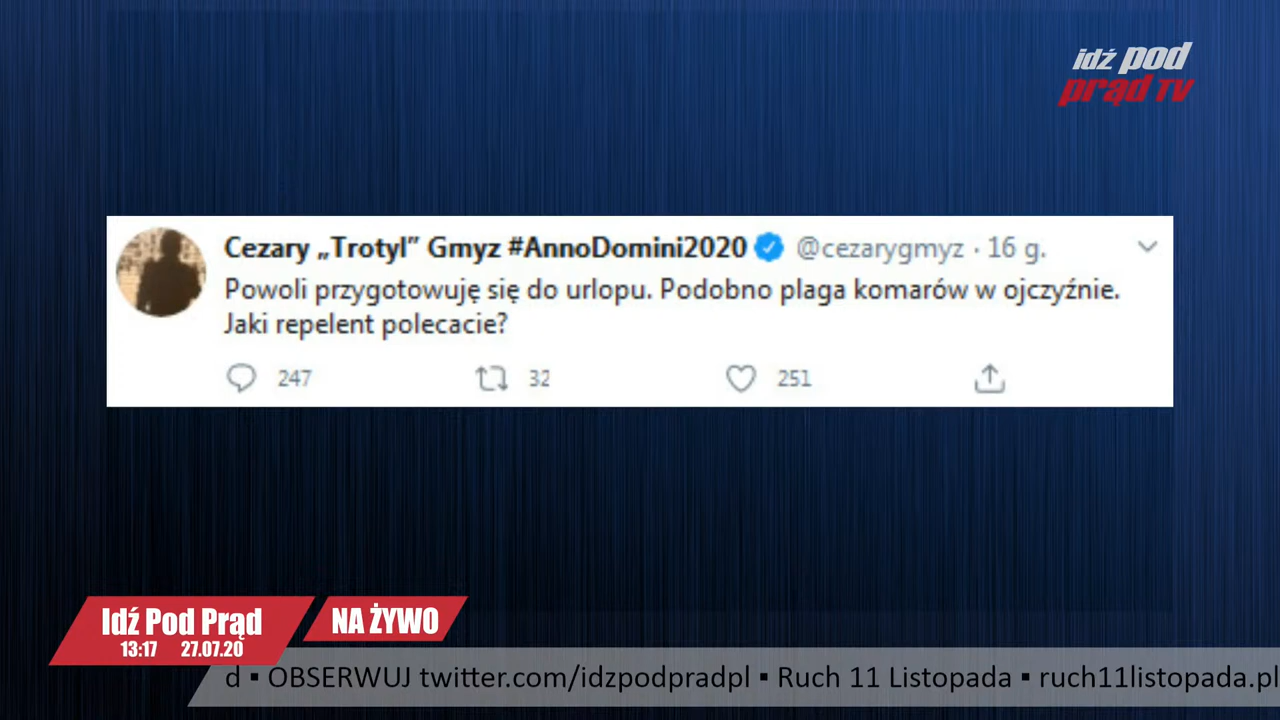 idź pod
prąd TV
Cezary „Trotyl” Gmyz #AnnoDomini2020 @cezarygmyz · 16 g.
Powoli przygotowuję się do urlopu. Podobno plaga komarów w ojczyźnie.
Jaki repelent polecacie?
247 32 251
Idź Pod Prąd NA ŻYWO
13:17 27.07.20
d ▪ OBSERWUJ twitter.com/idzpodpradpl ▪ Ruch 11 Listopada ▪ ruch11listopada.pl